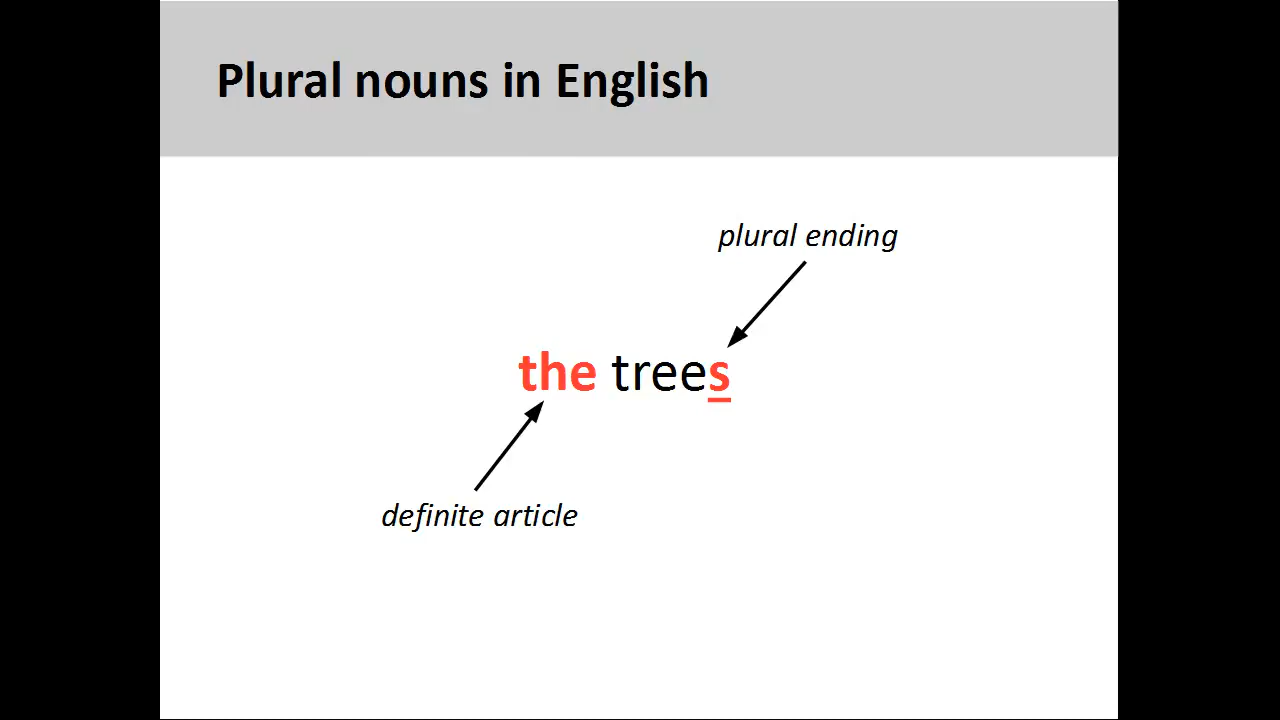 Plural nouns in English
plural ending
the trees
definite article